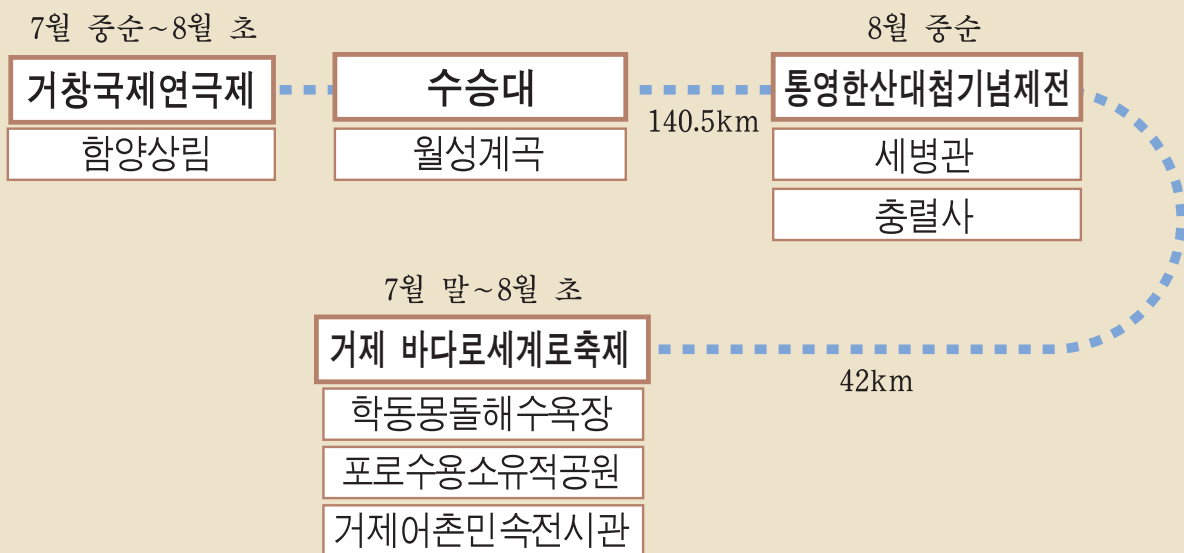 7월 중순~8월 초
거창국제연극제
함양상림
수승대
월성계곡
140.5km
8월 중순
통영한산대첩기념제전
세병관
충렬사
42km
7월 말~8월 초
거제 바다로세계로축제
학동몽돌해수욕장
포로수용소유적공원
거제어촌민속전시관